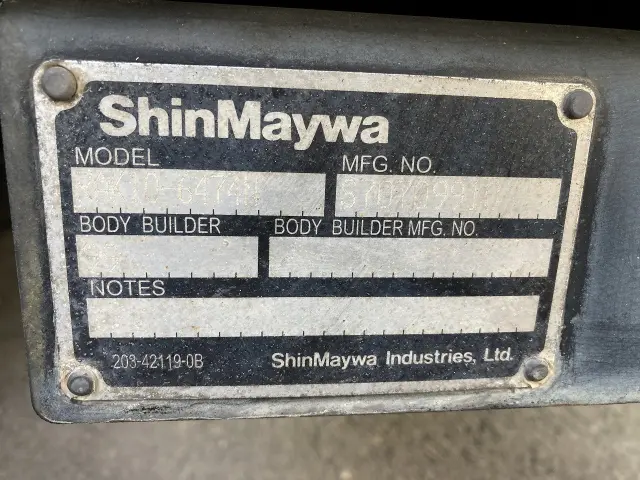 ShinMaywa
MODEL MFG. NO.
BODY BUILDER BODY BUILDER MFG. NO.
NOTES
203-42119-0B ShinMaywa Industries, Ltd.